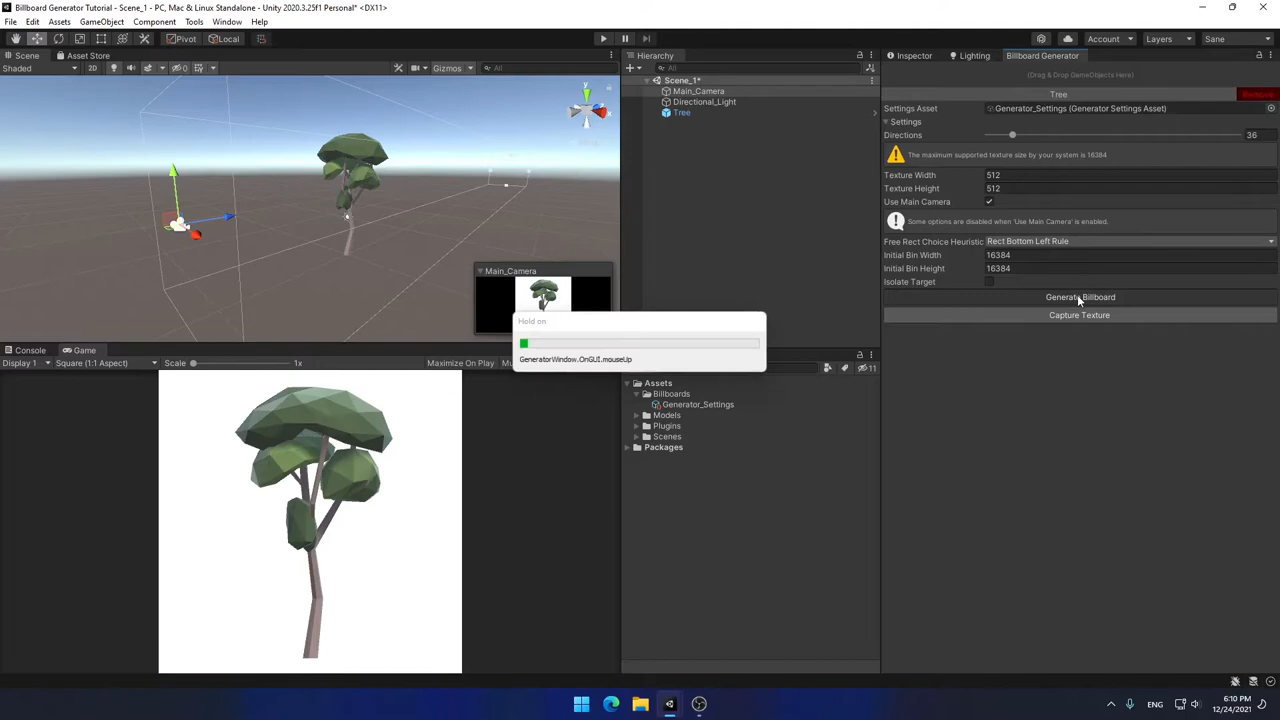 Billboard Generator Tutorial - Scene_1 - PC, Mac & Linux Standalone - Unity 2020.3.25f1 Personal* <DX11>
File Edit Assets GameObject Component Tools Window Help
Pivot Local Account Layers Sane
Scene Asset Store
Shaded 2D 0 Gizmos All
y
Main_Camera
Hierarchy
All
Scene_1*
Main_Camera
Directional_Light
Tree
Inspector Lighting Billboard Generator
(Drag & Drop GameObjects Here)
Tree Remove
Settings Asset Generator_Settings (Generator Settings Asset)
Settings
Directions 36
The maximum supported texture size by your system is 16384
Texture Width 512
Texture Height 512
Use Main Camera
Some options are disabled when 'Use Main Camera' is enabled.
Free Rect Choice Heuristic Rect Bottom Left Rule
Initial Bin Width 16384
Initial Bin Height 16384
Isolate Target
Generate Billboard
Capture Texture
Hold on
GeneratorWindow.OnGUI.mouseUp
Console Game
Display 1 Square (1:1 Aspect) Scale 1x Maximize On Play
11
Assets
Billboards
Generator_Settings
Models
Plugins
Scenes
Packages
ENG
6:10 PM
12/24/2021